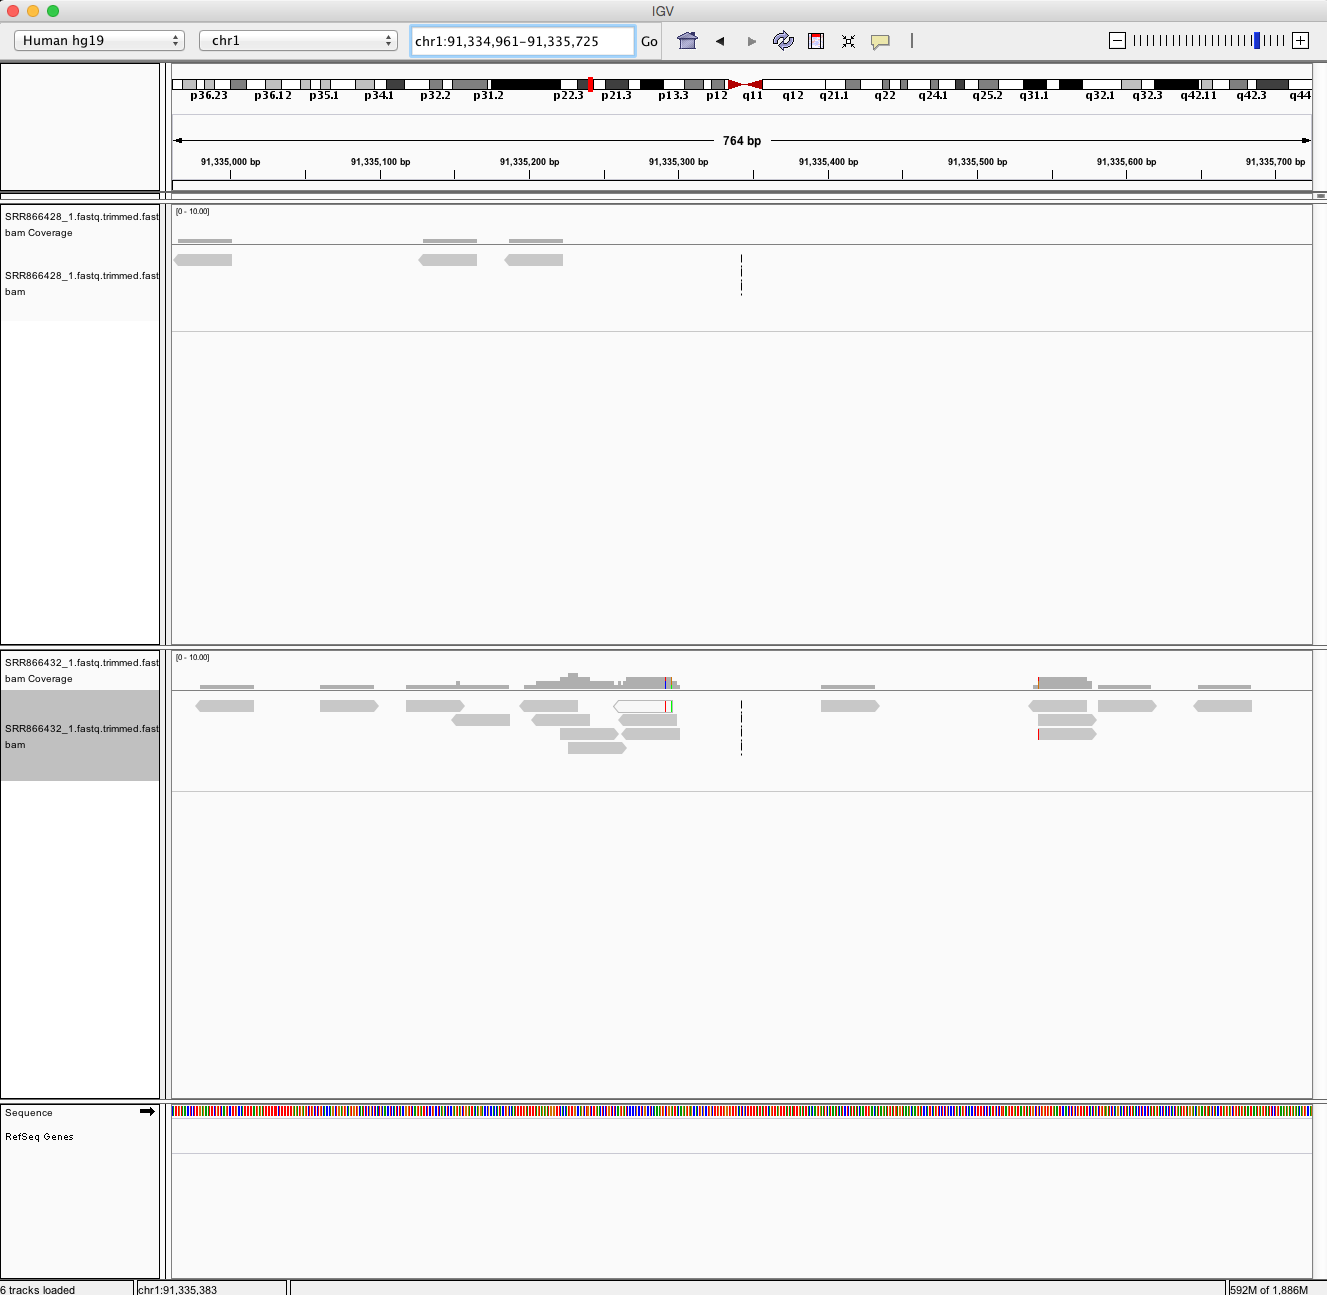 IGV
Human hg19 chr1 chr1:91,334,961-91,335,725 Go
p36.23 p36.12 p35.1 p34.1 p32.2 p31.2 p22.3 p21.3 p13.3 p12 q11 q12 q21.1 q22 q24.1 q25.2 q31.1 q32.1 q32.3 q42.11 q42.3 q44
764 bp
91,335,000 bp 91,335,100 bp 91,335,200 bp 91,335,300 bp 91,335,400 bp 91,335,500 bp 91,335,600 bp 91,335,700 bp
SRR866428_1.fastq.trimmed.fast
bam Coverage
[0 - 10.00]
SRR866428_1.fastq.trimmed.fast
bam
SRR866432_1.fastq.trimmed.fast
bam Coverage
[0 - 10.00]
SRR866432_1.fastq.trimmed.fast
bam
Sequence
RefSeq Genes
6 tracks loaded chr1:91,335,383 592M of 1,886M